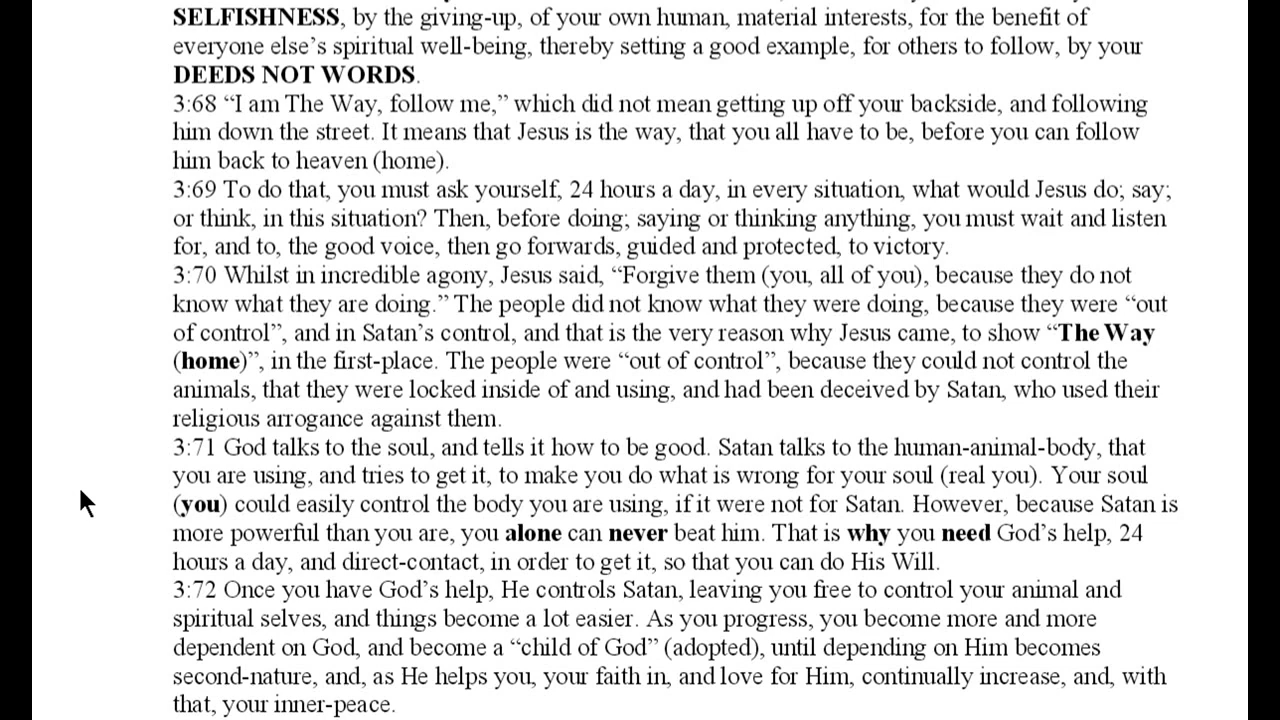 SELFISHNESS, by the giving-up, of your own human, material interests, for the benefit of
everyone else’s spiritual well-being, thereby setting a good example, for others to follow, by your
DEEDS NOT WORDS.
3:68 “I am The Way, follow me,” which did not mean getting up off your backside, and following
him down the street. It means that Jesus is the way, that you all have to be, before you can follow
him back to heaven (home).
3:69 To do that, you must ask yourself, 24 hours a day, in every situation, what would Jesus do; say;
or think, in this situation? Then, before doing; saying or thinking anything, you must wait and listen
for, and to, the good voice, then go forwards, guided and protected, to victory.
3:70 Whilst in incredible agony, Jesus said, “Forgive them (you, all of you), because they do not
know what they are doing.” The people did not know what they were doing, because they were “out
of control”, and in Satan’s control, and that is the very reason why Jesus came, to show “The Way
(home)”, in the first-place. The people were “out of control”, because they could not control the
animals, that they were locked inside of and using, and had been deceived by Satan, who used their
religious arrogance against them.
3:71 God talks to the soul, and tells it how to be good. Satan talks to the human-animal-body, that
you are using, and tries to get it, to make you do what is wrong for your soul (real you). Your soul
(you) could easily control the body you are using, if it were not for Satan. However, because Satan is
more powerful than you are, you alone can never beat him. That is why you need God’s help, 24
hours a day, and direct-contact, in order to get it, so that you can do His Will.
3:72 Once you have God’s help, He controls Satan, leaving you free to control your animal and
spiritual selves, and things become a lot easier. As you progress, you become more and more
dependent on God, and become a “child of God” (adopted), until depending on Him becomes
second-nature, and, as He helps you, your faith in, and love for Him, continually increase, and, with
that, your inner-peace.